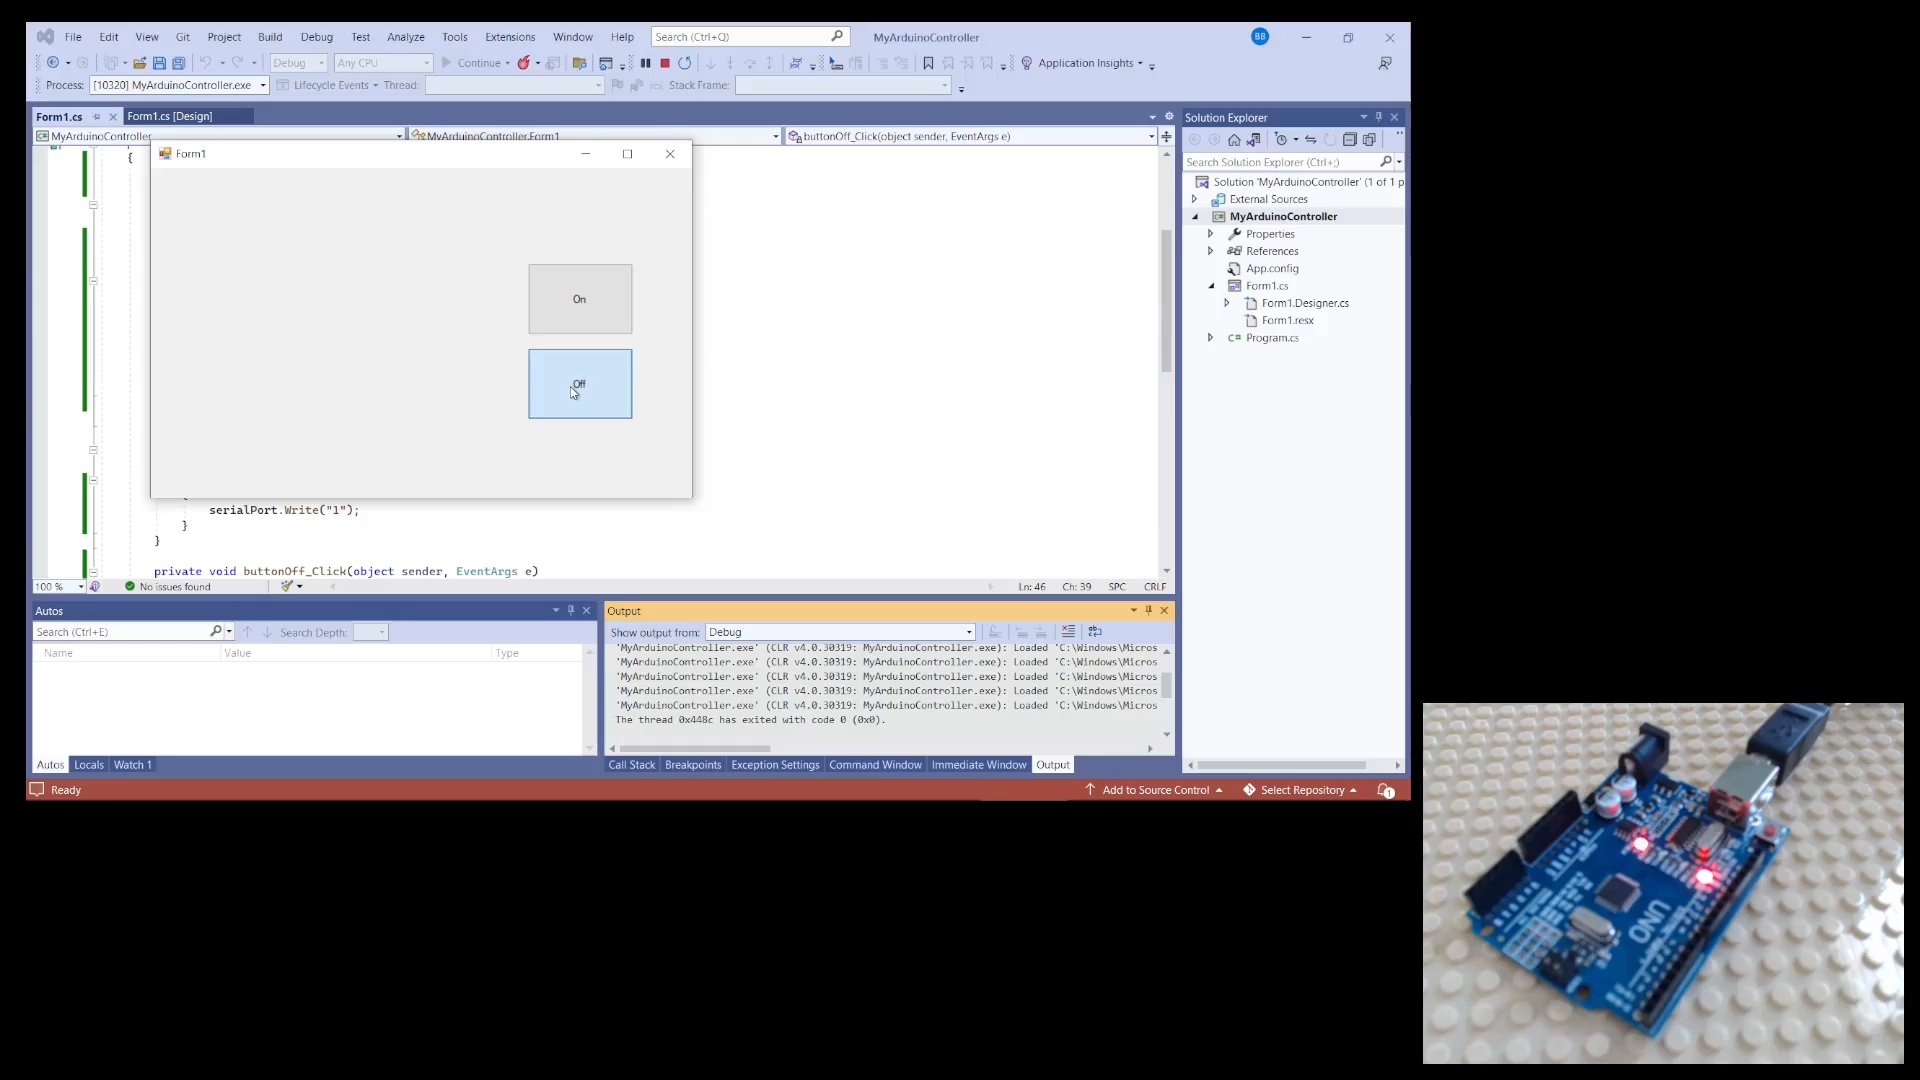 File Edit View Git Project Build Debug Test Analyze Tools Extensions Window Help Search (Ctrl+Q) MyArduinoController BB
Debug Any CPU Continue Application Insights
Process: [10320] MyArduinoController.exe Lifecycle Events Thread: Stack Frame:
Form1.cs Form1.cs [Design]
MyArduinoController MyArduinoController.Form1 buttonOff_Click(object sender, EventArgs e)
{
Form1
On
Off
serialPort.Write("1");
}
}
private void buttonOff_Click(object sender, EventArgs e)
100 % No issues found Ln: 46 Ch: 39 SPC CRLF
Solution Explorer
Search Solution Explorer (Ctrl+;)
Solution 'MyArduinoController' (1 of 1 p
External Sources
MyArduinoController
Properties
References
App.config
Form1.cs
Form1.Designer.cs
Form1.resx
C# Program.cs
Autos
Search (Ctrl+E) Search Depth:
Name Value Type
Autos Locals Watch 1
Output
Show output from: Debug
'MyArduinoController.exe' (CLR v4.0.30319: MyArduinoController.exe): Loaded 'C:\Windows\Micros
'MyArduinoController.exe' (CLR v4.0.30319: MyArduinoController.exe): Loaded 'C:\Windows\Micros
'MyArduinoController.exe' (CLR v4.0.30319: MyArduinoController.exe): Loaded 'C:\Windows\Micros
'MyArduinoController.exe' (CLR v4.0.30319: MyArduinoController.exe): Loaded 'C:\Windows\Micros
'MyArduinoController.exe' (CLR v4.0.30319: MyArduinoController.exe): Loaded 'C:\Windows\Micros
The thread 0x448c has exited with code 0 (0x0).
Call Stack Breakpoints Exception Settings Command Window Immediate Window Output
Ready Add to Source Control Select Repository 1
UNO